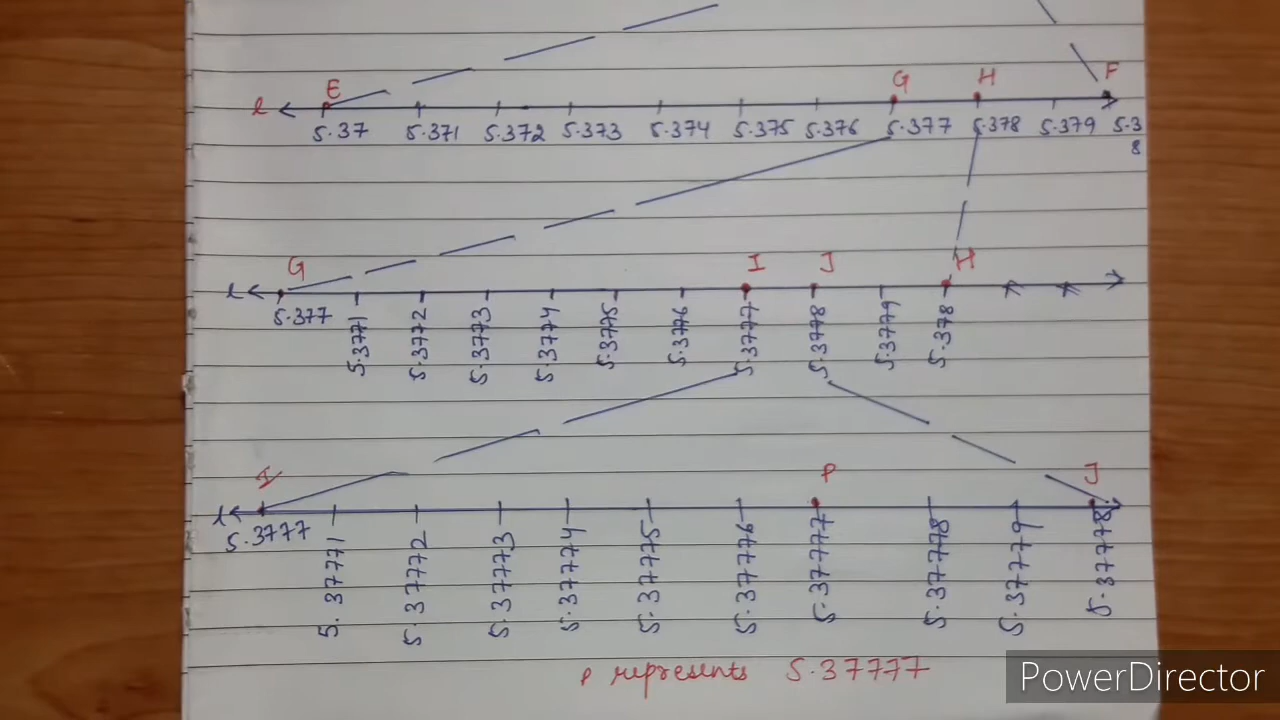 E G H F
l 5.37 5.371 5.372 5.373 5.374 5.375 5.376 5.377 5.378 5.379 5.38
G I J H
l 5.377 5.3771 5.3772 5.3773 5.3774 5.3775 5.3776 5.3777 5.3778 5.3779 5.378
I P J
l 5.3777 5.37771 5.37772 5.37773 5.37774 5.37775 5.37776 5.37777 5.37778 5.37779 5.3778
P represents 5.37777
PowerDirector